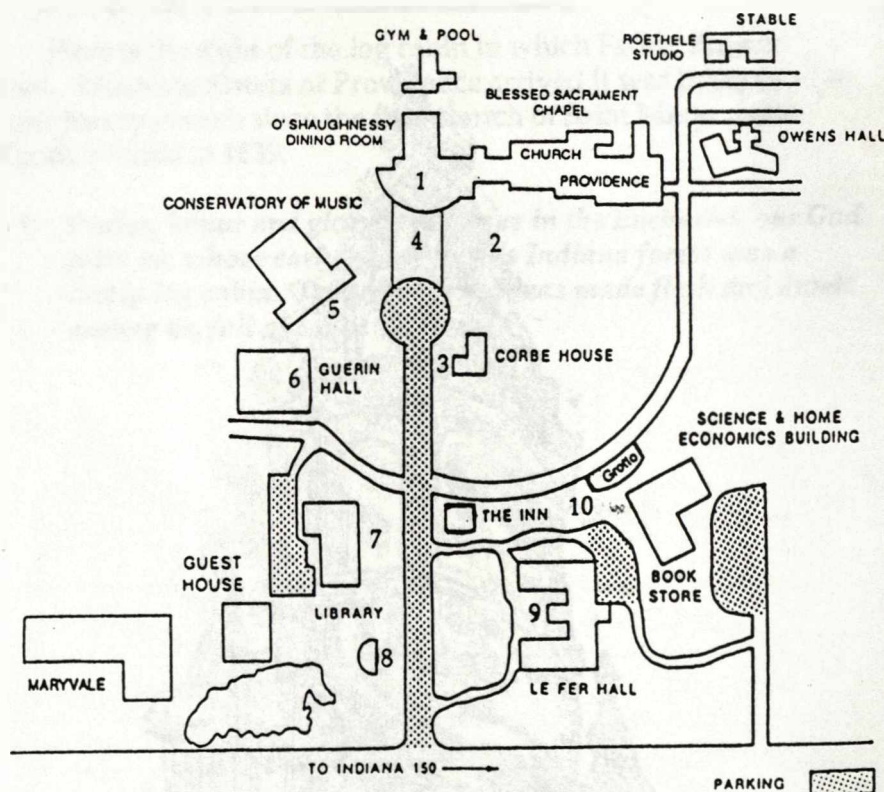 GYM & POOL
STABLE
ROETHELE
STUDIO
BLESSED SACRAMENT
CHAPEL
O'SHAUGHNESSY
DINING ROOM
CHURCH
OWENS HALL
1
PROVIDENCE
CONSERVATORY OF MUSIC
4
2
5
3
CORBE HOUSE
6
GUERIN
HALL
SCIENCE & HOME
ECONOMICS BUILDING
Grotto
THE INN
10
7
GUEST
HOUSE
BOOK
STORE
LIBRARY
9
8
MARYVALE
LE FER HALL
TO INDIANA 150
PARKING